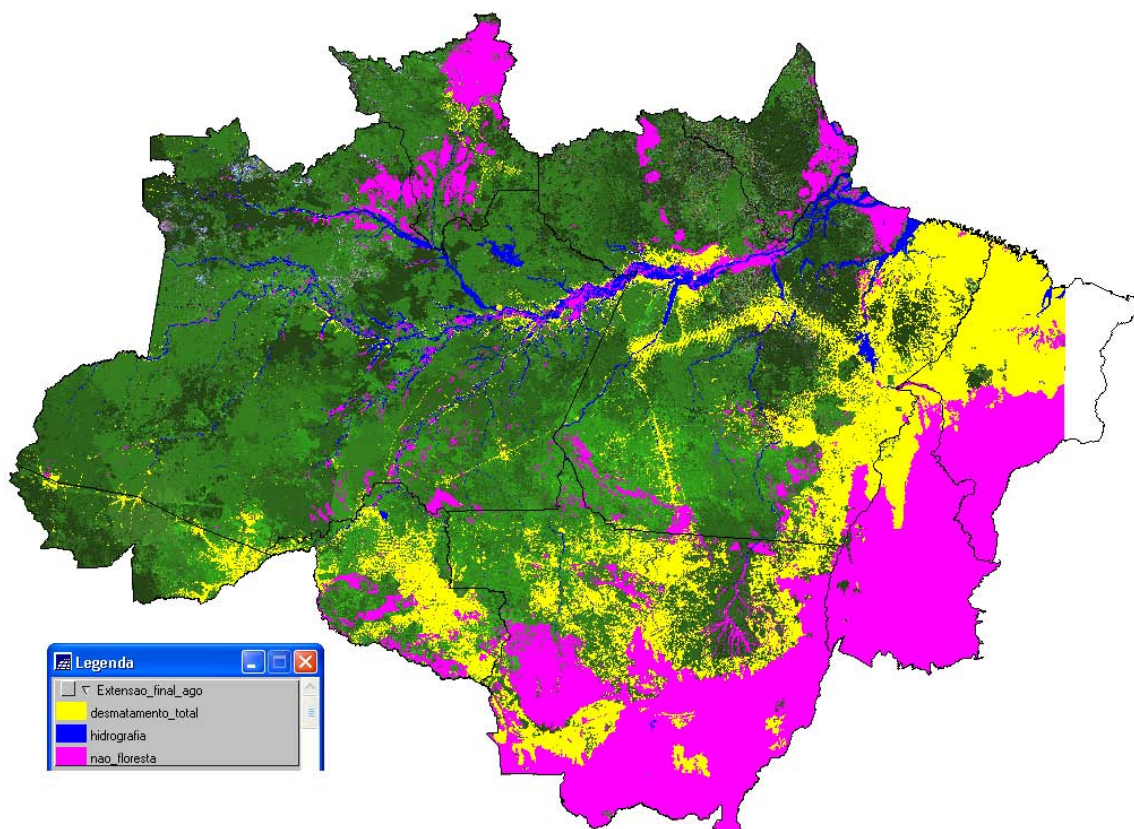 Legenda
Extensao_final_ago
desmatamento_total
hidrografia
nao_floresta